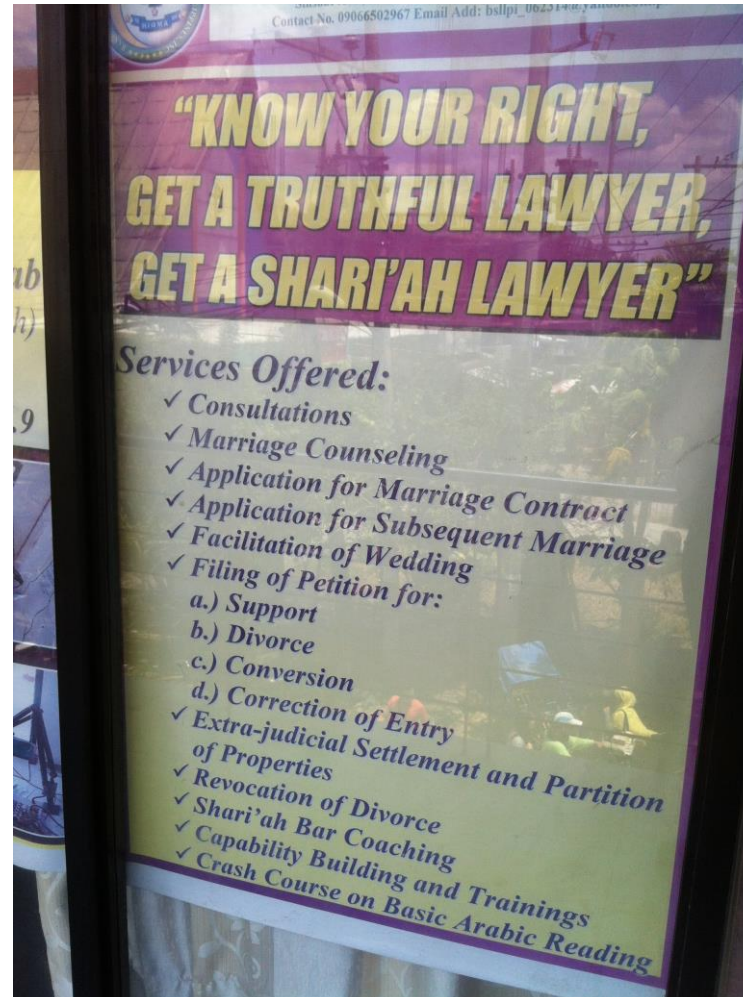 Contact No. 09066502967 Email Add:
"KNOW YOUR RIGHT,
GET A TRUTHFUL LAWYER,
GET A SHARI'AH LAWYER"
Services Offered:
✓ Consultations
✓ Marriage Counseling
✓ Application for Marriage Contract
✓ Application for Subsequent Marriage
✓ Facilitation of Wedding
✓ Filing of Petition for:
a.) Support
b.) Divorce
c.) Conversion
d.) Correction of Entry
✓ Extra-judicial Settlement and Partition
of Properties
✓ Revocation of Divorce
✓ Shari'ah Bar Coaching
✓ Capability Building and Trainings
✓ Crash Course on Basic Arabic Reading
ab
h)
.9